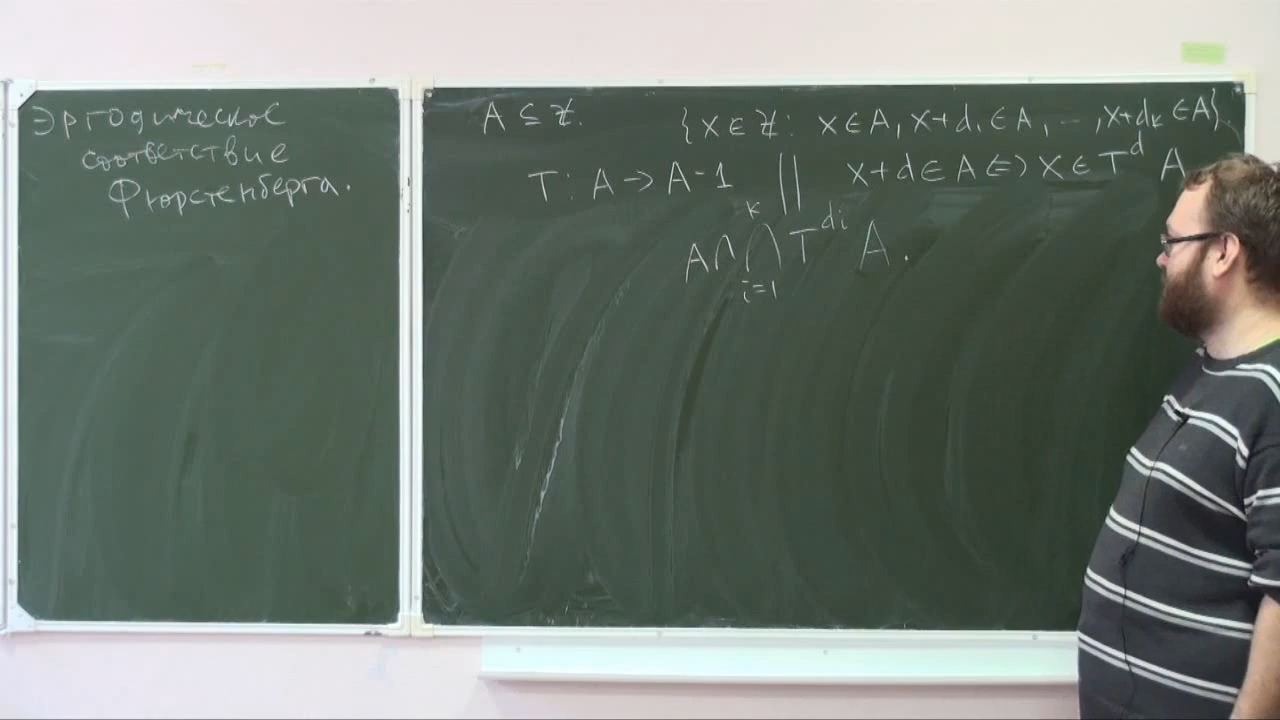 Эргодическое
соответствие
Фюрстенберга.
A ⊆ ℤ. {x ∈ ℤ: x ∈ A, x+d₁ ∈ A, ..., x+dₖ ∈ A}.
T: A → A-1 || x+d ∈ A ⇔ x ∈ T^d A
A ∩ ⋂_{i=1}^{k} T^{di} A.